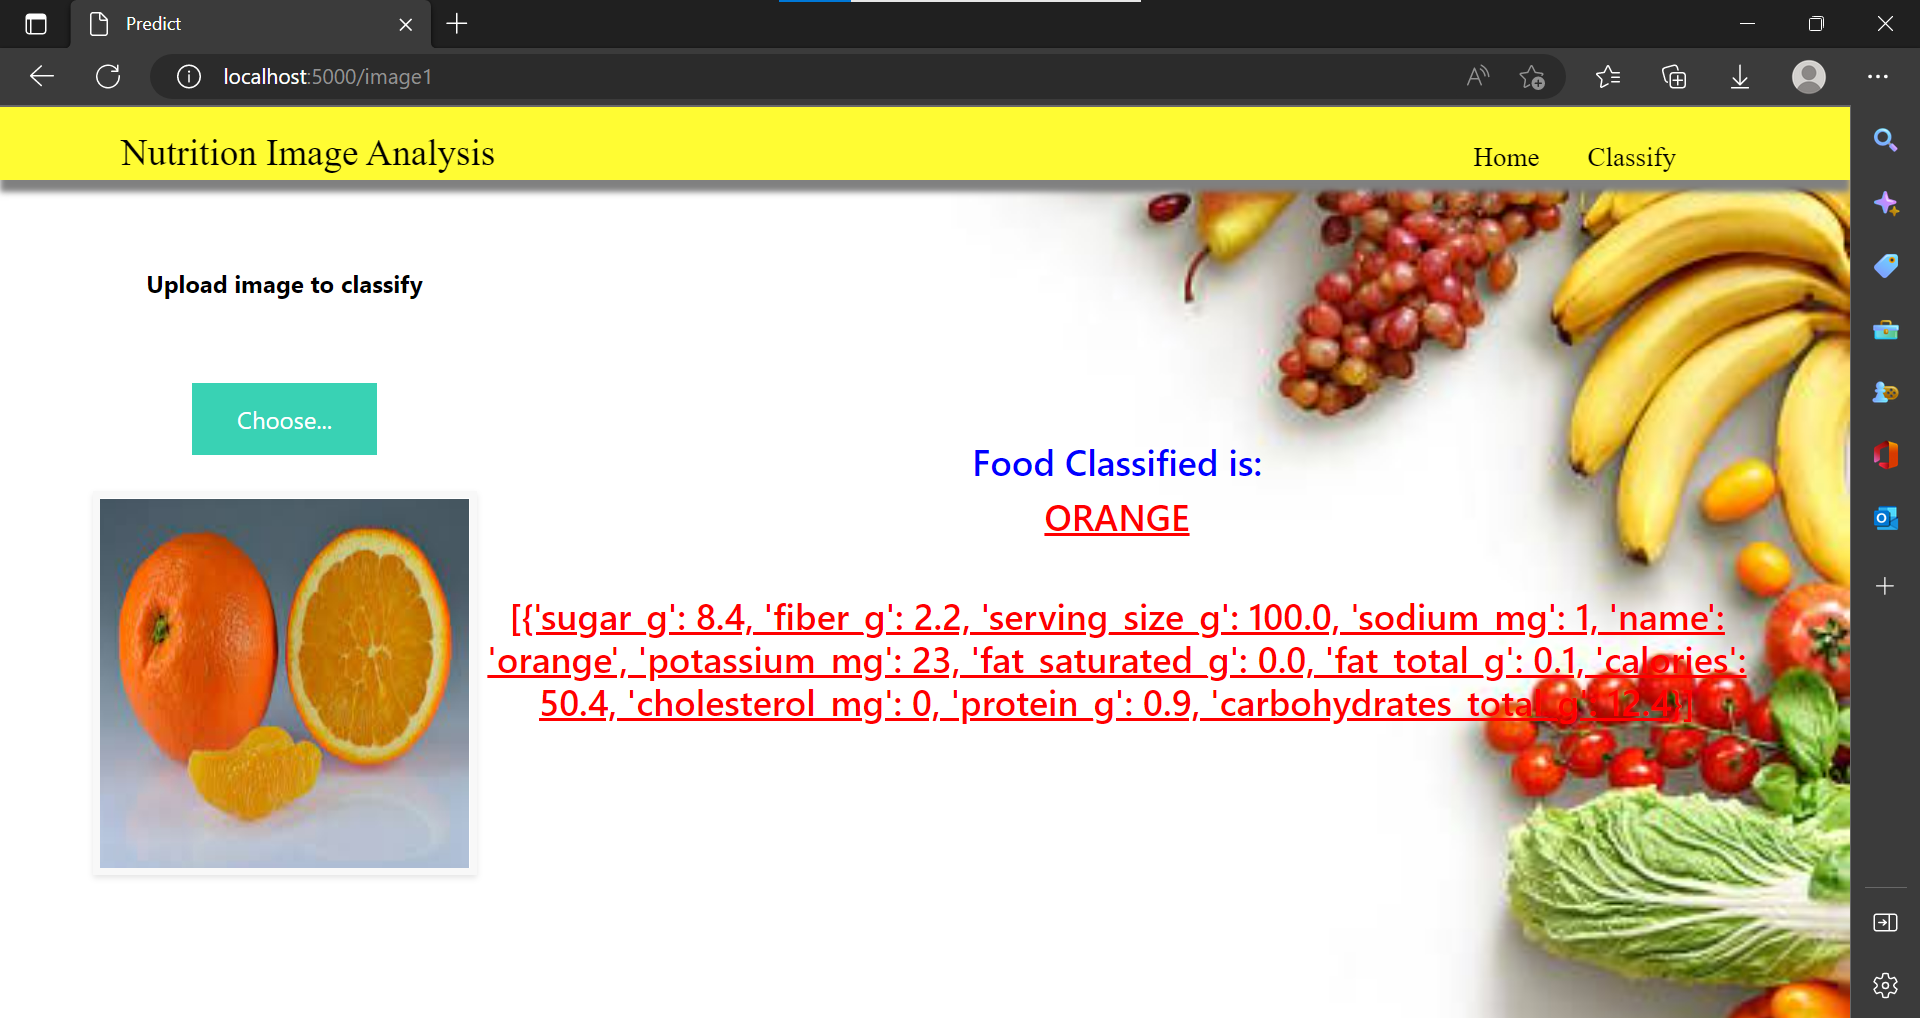 Predict
localhost:5000/image1
Nutrition Image Analysis
Home
Classify
Upload image to classify
Choose...
Food Classified is:
ORANGE
[{'sugar_g': 8.4, 'fiber_g': 2.2, 'serving_size_g': 100.0, 'sodium_mg': 1, 'name':
'orange', 'potassium_mg': 23, 'fat_saturated_g': 0.0, 'fat_total_g': 0.1, 'calories':
50.4, 'cholesterol_mg': 0, 'protein_g': 0.9, 'carbohydrates_total_g': 12.4}]